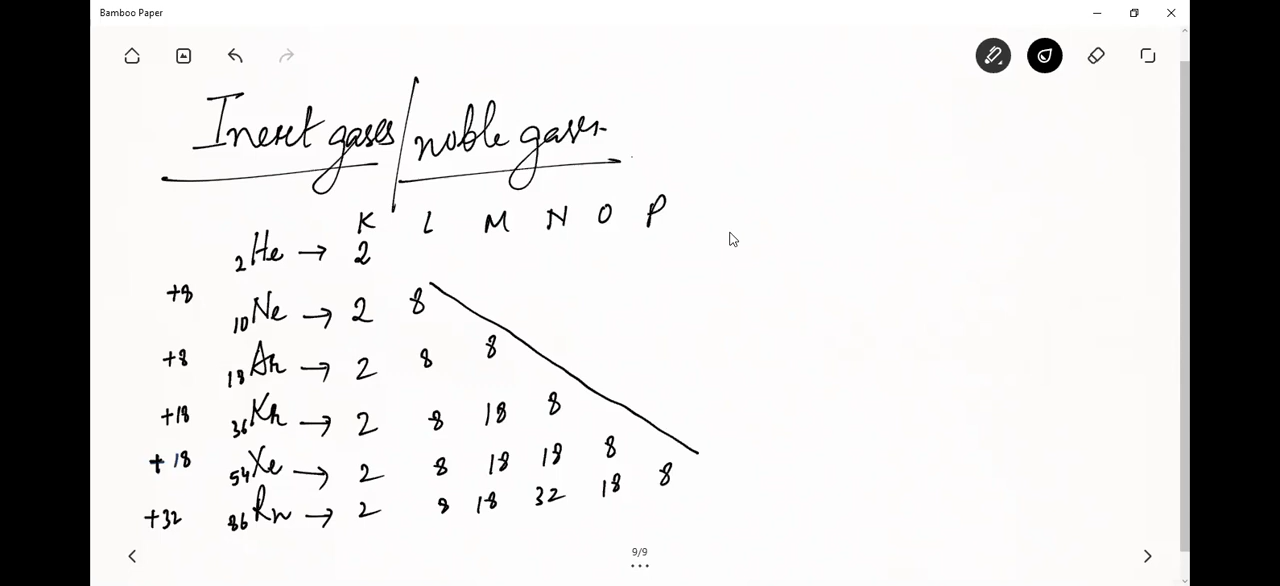 Bamboo Paper
Inert gases / noble gases
K L M N O P
2He → 2
+8
10Ne → 2 8
+8
18Ar → 2 8 8
+18
36Kr → 2 8 18 8
+18
54Xe → 2 8 18 18 8
+32
86Rn → 2 8 18 32 18 8
9/9